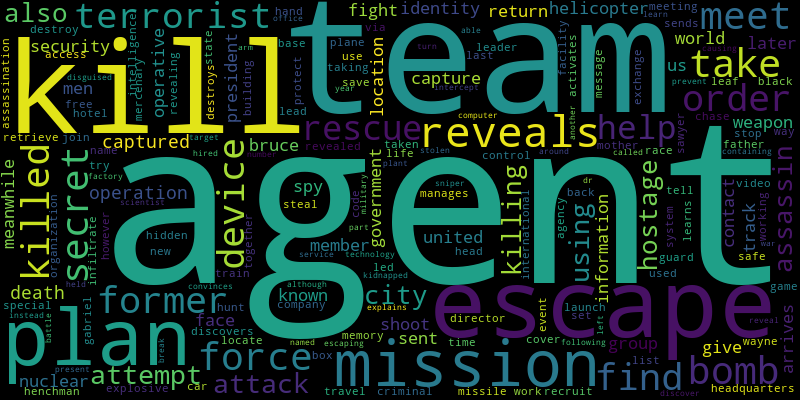 also
terrorist
hand
office
fight
identity
return
helicopter
meeting
learn
sends
meet
destroy
kill
team
intelligence
mercenary
operative
revealing
destroys
state
president
building
hotel
base
arm
protect
plane
use
taking
save
year
via
location
turn
leader
last
able
capture
intercept
facility
activates
message
exchange
us
world
later
take
prevent
leaf
black
causing
assassination
security
access
men
disguised
free
lead
order
retrieve
join
captured
target
hired
rescue
revealed
number
reveals
computer
taken
life
control
stolen
plant
around
another
help
mother
called
race
dr
sawyer
chase
weapon
stop
father
way
containing
meanwhile
killed
secret
name
try
factory
scientist
operation
organization
infiltrate
however
hidden
new
device
bruce
together
train
agent
spy
steal
code
military
government
manages
sniper
member
part
service
technology
united
head
agency
killing
international
back
using
information
hostage
tell
system
learns
guard
used
contact
video
track
working
safe
war
assassin
death
special
instead
held
battle
gabriel
although
kidnapped
led
known
company
explains
city
director
event
launch
set
left
escape
game
reveal
plan
former
convinces
hunt
face
discovers
locate
named
escaping
memory
shoot
sent
time
cover
following
group
give
wayne
arrives
break
present
force
box
mission
find
list
bomb
nuclear
attempt
attack
henchman
explosive
car
travel
criminal
missile
work
recruit
discover
headquarters